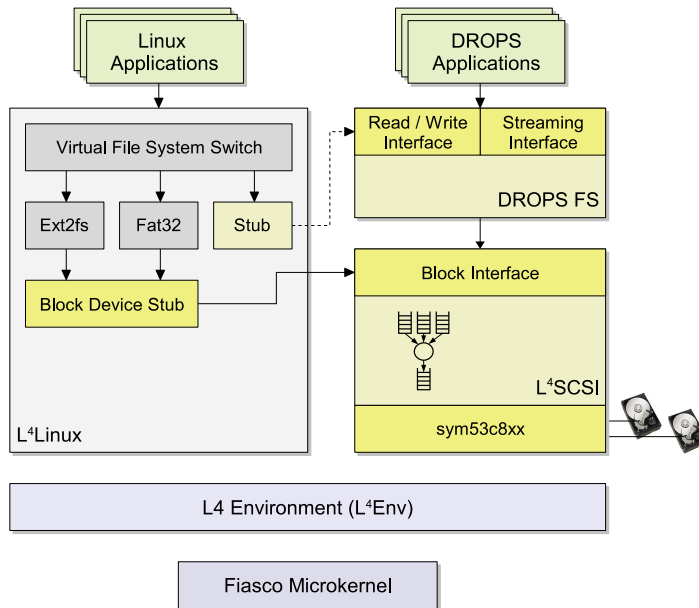 Linux
Applications
DROPS
Applications
Virtual File System Switch
Read / Write
Interface
Streaming
Interface
DROPS FS
Ext2fs
Fat32
Stub
Block Device Stub
Block Interface
L⁴SCSI
sym53c8xx
L⁴Linux
L4 Environment (L⁴Env)
Fiasco Microkernel